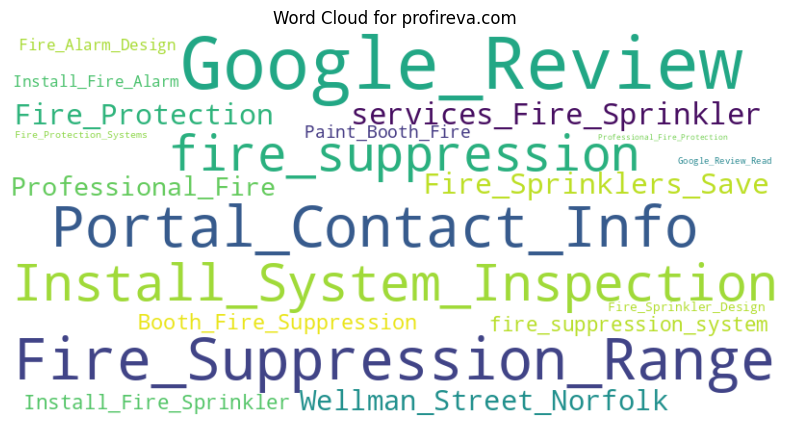 Word Cloud for profireva.com
Fire_Alarm_Design
Google_Review
Install_Fire_Alarm
Fire_Protection
services_Fire_Sprinkler
Fire_Protection_Systems
Paint_Booth_Fire
Professional_Fire_Protection
fire_suppression
Google_Review_Read
Professional_Fire
Fire_Sprinklers_Save
Portal_Contact_Info
Install_System_Inspection
Fire_Sprinkler_Design
Booth_Fire_Suppression
fire_suppression_system
Fire_Suppression_Range
Install_Fire_Sprinkler
Wellman_Street_Norfolk